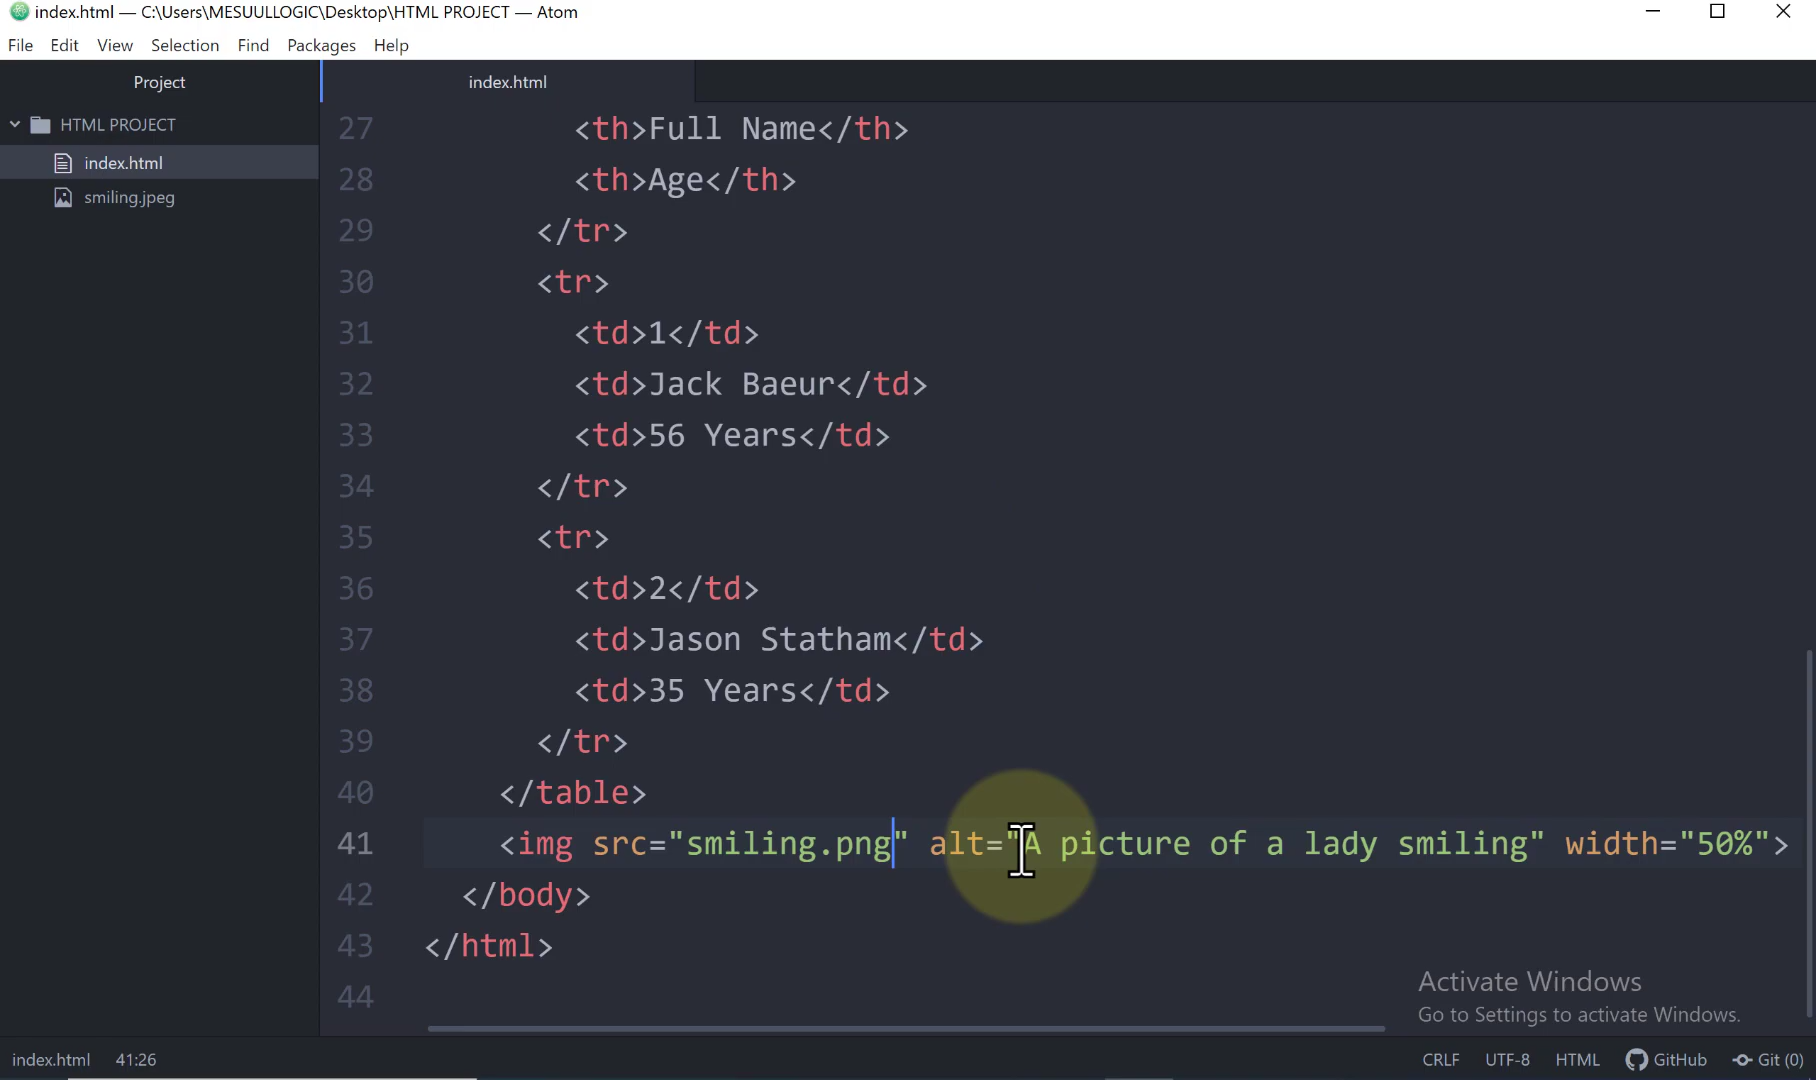 index.html — C:\Users\MESUULLOGIC\Desktop\HTML PROJECT — Atom
File Edit View Selection Find Packages Help
Project
index.html
HTML PROJECT
index.html
smiling.jpeg
27 <th>Full Name</th>
28 <th>Age</th>
29 </tr>
30 <tr>
31 <td>1</td>
32 <td>Jack Baeur</td>
33 <td>56 Years</td>
34 </tr>
35 <tr>
36 <td>2</td>
37 <td>Jason Statham</td>
38 <td>35 Years</td>
39 </tr>
40 </table>
41 <img src="smiling.png" alt="A picture of a lady smiling" width="50%">
42 </body>
43 </html>
44
Activate Windows
Go to Settings to activate Windows.
index.html 41:26 CRLF UTF-8 HTML GitHub Git (0)